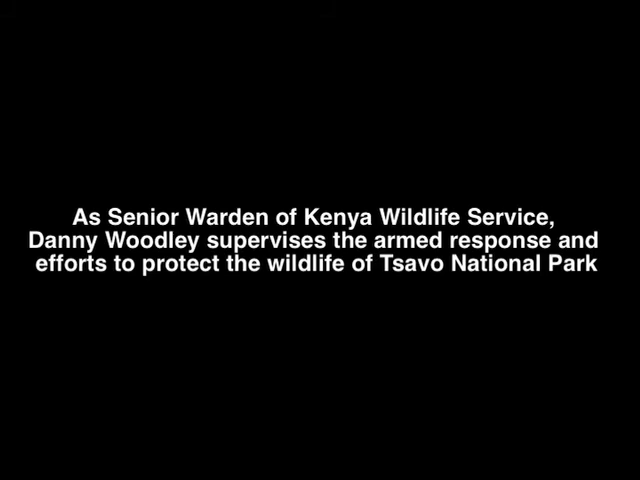 As Senior Warden of Kenya Wildlife Service,
Danny Woodley supervises the armed response and
efforts to protect the wildlife of Tsavo National Park